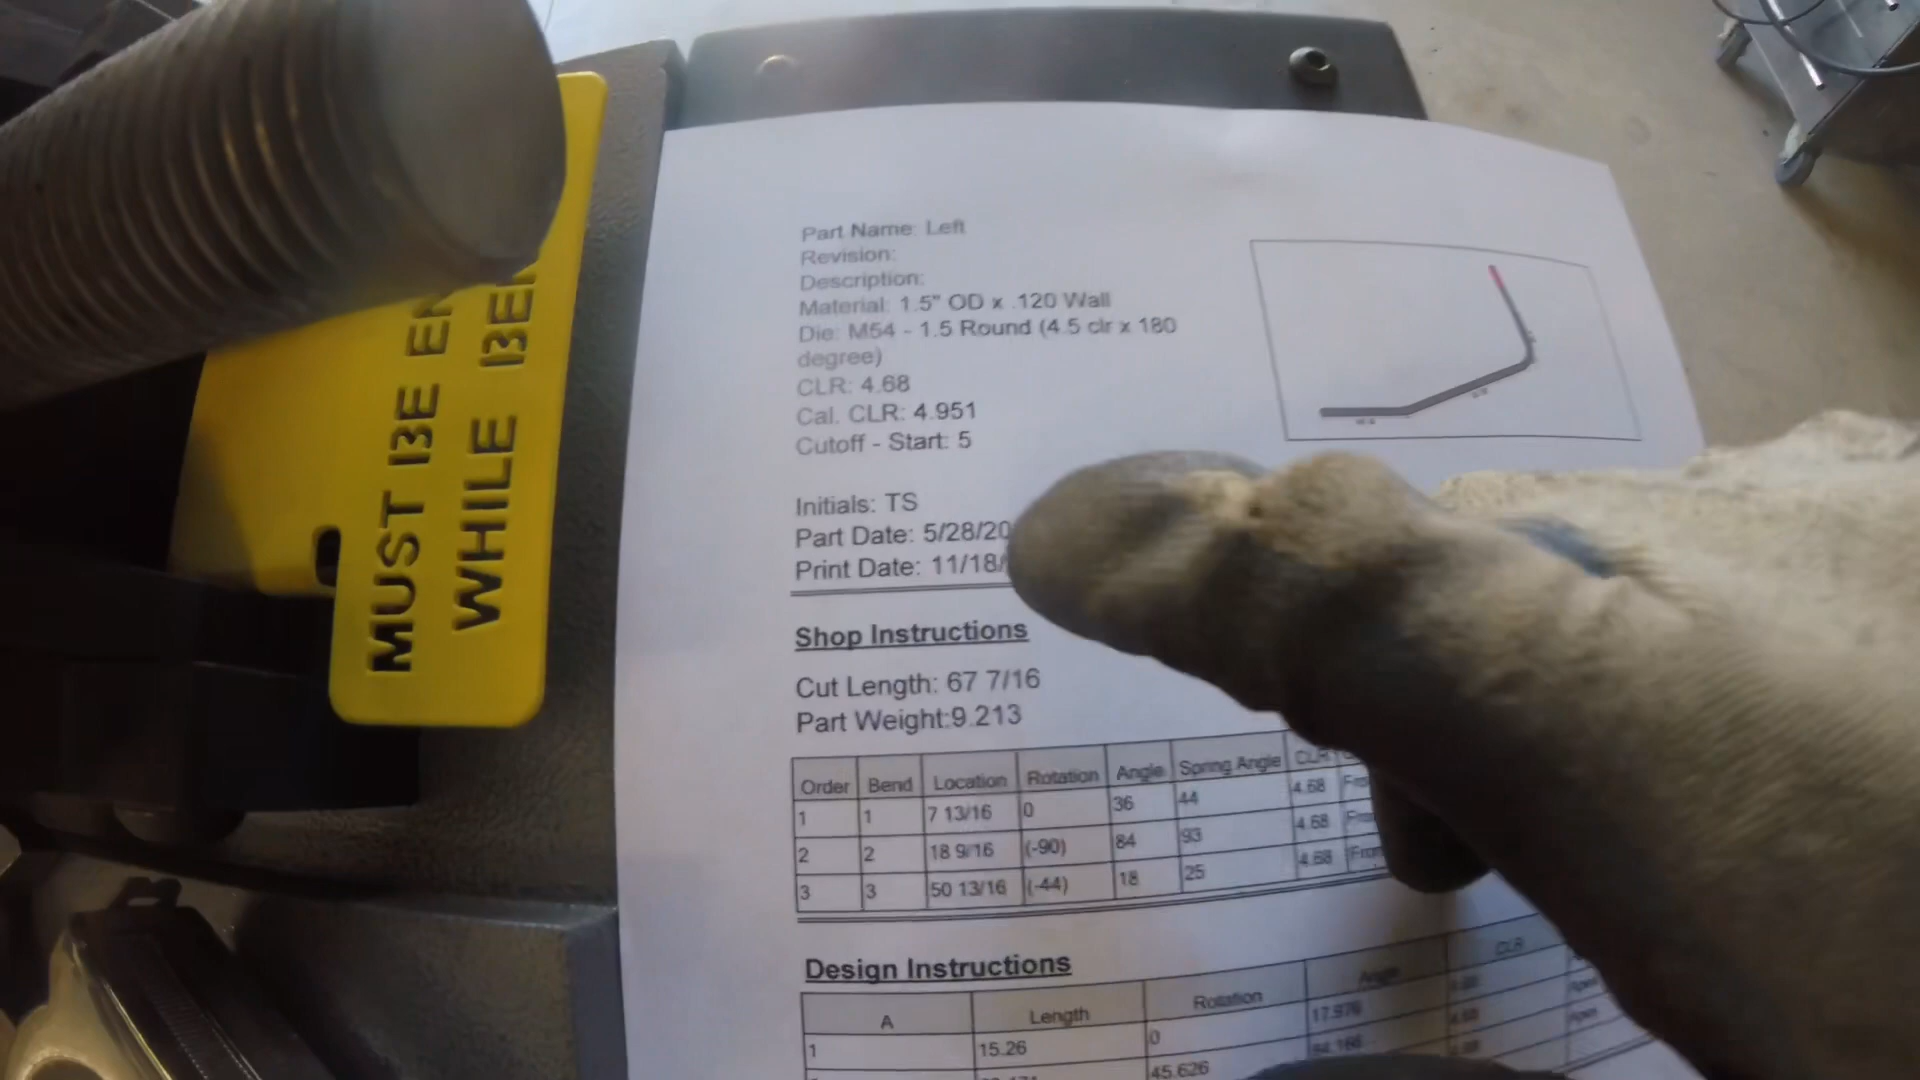 MUST BE EN
WHILE BEN
Part Name: Left
Revision:
Description:
Material: 1.5" OD x .120 Wall
Die: M54 - 1.5 Round (4.5 clr x 180
degree)
CLR: 4.68
Cal. CLR: 4.951
Cutoff - Start: 5
Initials: TS
Part Date: 5/28/20
Print Date: 11/18/
Shop Instructions
Cut Length: 67 7/16
Part Weight:9.213
Order Bend Location Rotation Angle Spring Angle CLR
1 1 7 13/16 0 36 44 4.68
2 2 18 9/16 (-90) 84 93 4.68
3 3 50 13/16 (-44) 18 25 4.68 From
Design Instructions
A Length Rotation Angle CLR
1 15.26 0 17.976
45.626